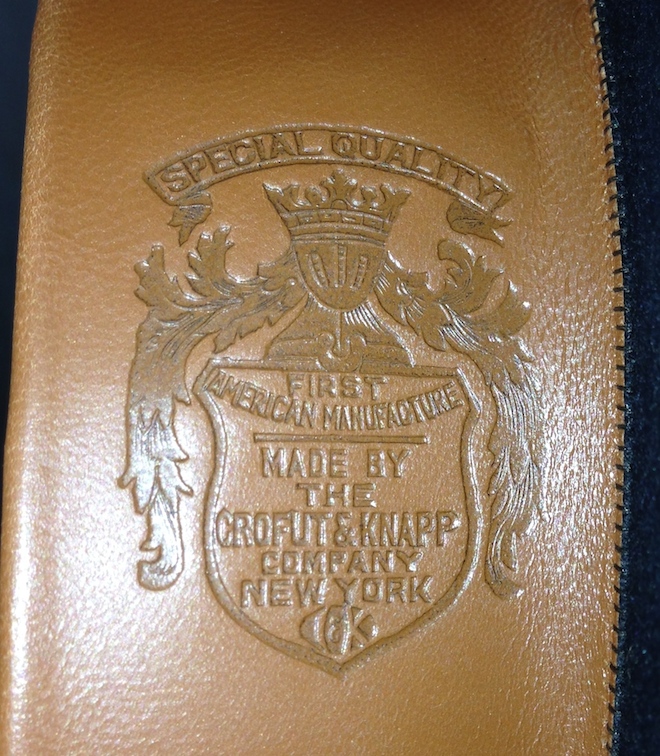 SPECIAL QUALITY
FIRST
AMERICAN MANUFACTURE
MADE BY
THE
CROFUT & KNAPP
COMPANY
NEW YORK
C&K